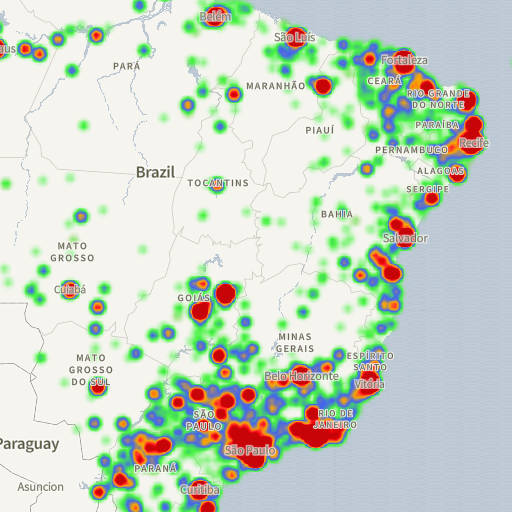 Belém
São Luís
aus
Fortaleza
PARÁ
CEARÁ
MARANHÃO
RIO GRANDE
DO NORTE
PARAÍBA
PIAUÍ
Recife
PERNAMBUCO
Brazil
ALAGOAS
TOCANTINS
SERGIPE
BAHIA
Salvador
MATO
GROSSO
Cuiabá
GOIÁS
MINAS
GERAIS
ESPÍRITO
SANTO
MATO
GROSSO
DO SUL
Belo Horizonte
Vitória
SÃO
PAULO
RIO DE
JANEIRO
Paraguay
São Paulo
PARANÁ
Asuncion
Curitiba